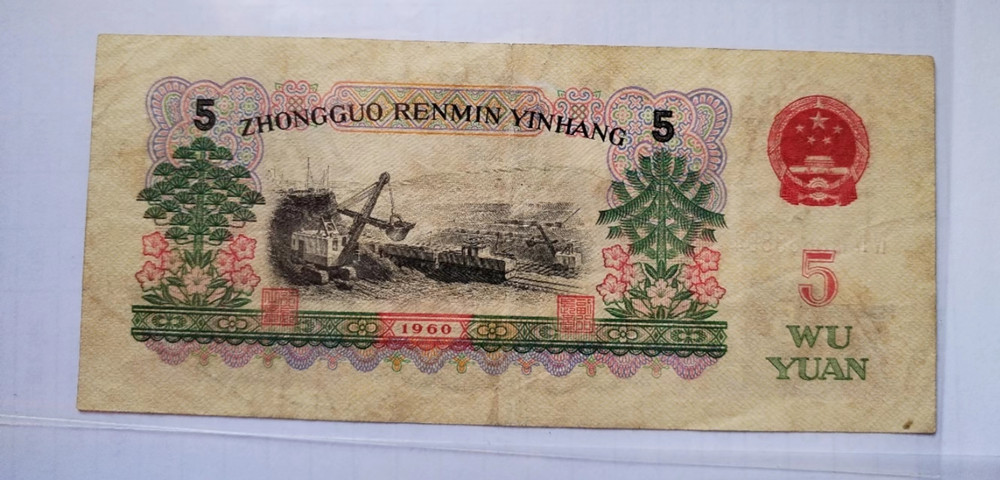 5 ZHONGGUO RENMIN YINHANG 5
1960
5
WU
YUAN